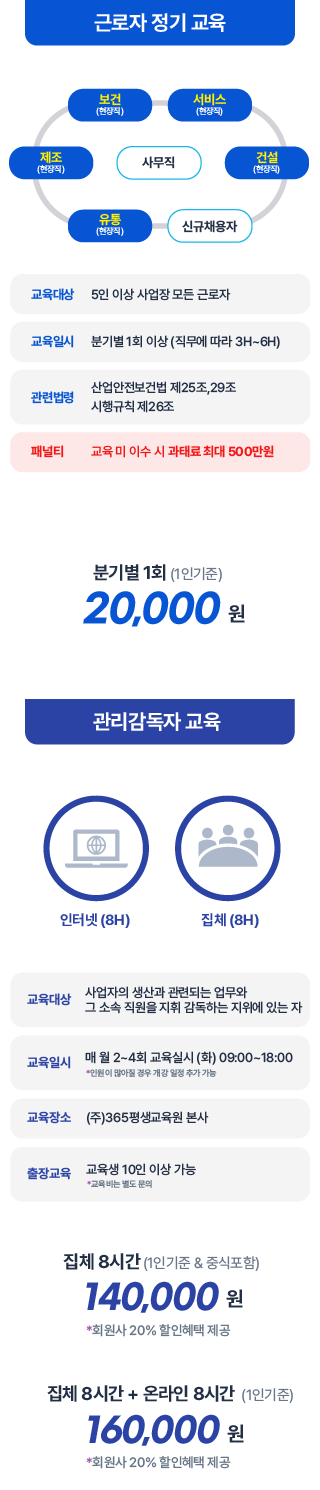 근로자 정기 교육
보건
(현장직)
서비스
(현장직)
제조
(현장직)
사무직
건설
(현장직)
유통
(현장직)
신규채용자
교육대상 5인 이상 사업장 모든 근로자
교육일시 분기별 1회 이상 (직무에 따라 3H~6H)
관련법령 산업안전보건법 제25조,29조
시행규칙 제26조
패널티 교육 미 이수 시 과태료 최대 500만원
분기별 1회 (1인기준)
20,000 원
관리감독자 교육
인터넷 (8H)
집체 (8H)
교육대상 사업자의 생산과 관련되는 업무와
그 소속 직원을 지휘 감독하는 지위에 있는 자
교육일시 매 월 2~4회 교육실시 (화) 09:00~18:00
*인원이 많아질 경우 개강 일정 추가 가능
교육장소 (주)365평생교육원 본사
출장교육 교육생 10인 이상 가능
*교육비는 별도 문의
집체 8시간 (1인기준 & 중식포함)
140,000 원
*회원사 20% 할인혜택 제공
집체 8시간 + 온라인 8시간 (1인기준)
160,000 원
*회원사 20% 할인혜택 제공